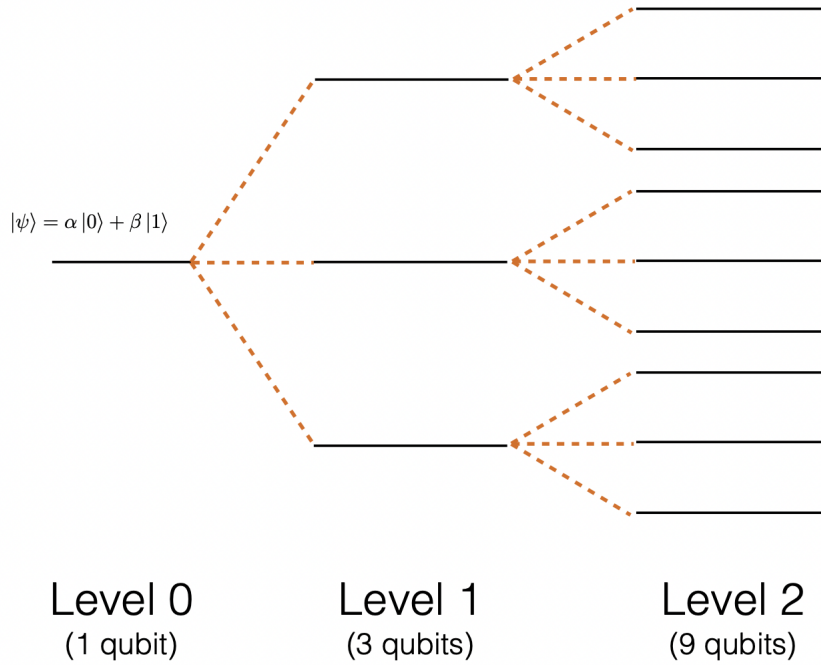 |ψ⟩ = α |0⟩ + β |1⟩
Level 0
(1 qubit)
Level 1
(3 qubits)
Level 2
(9 qubits)